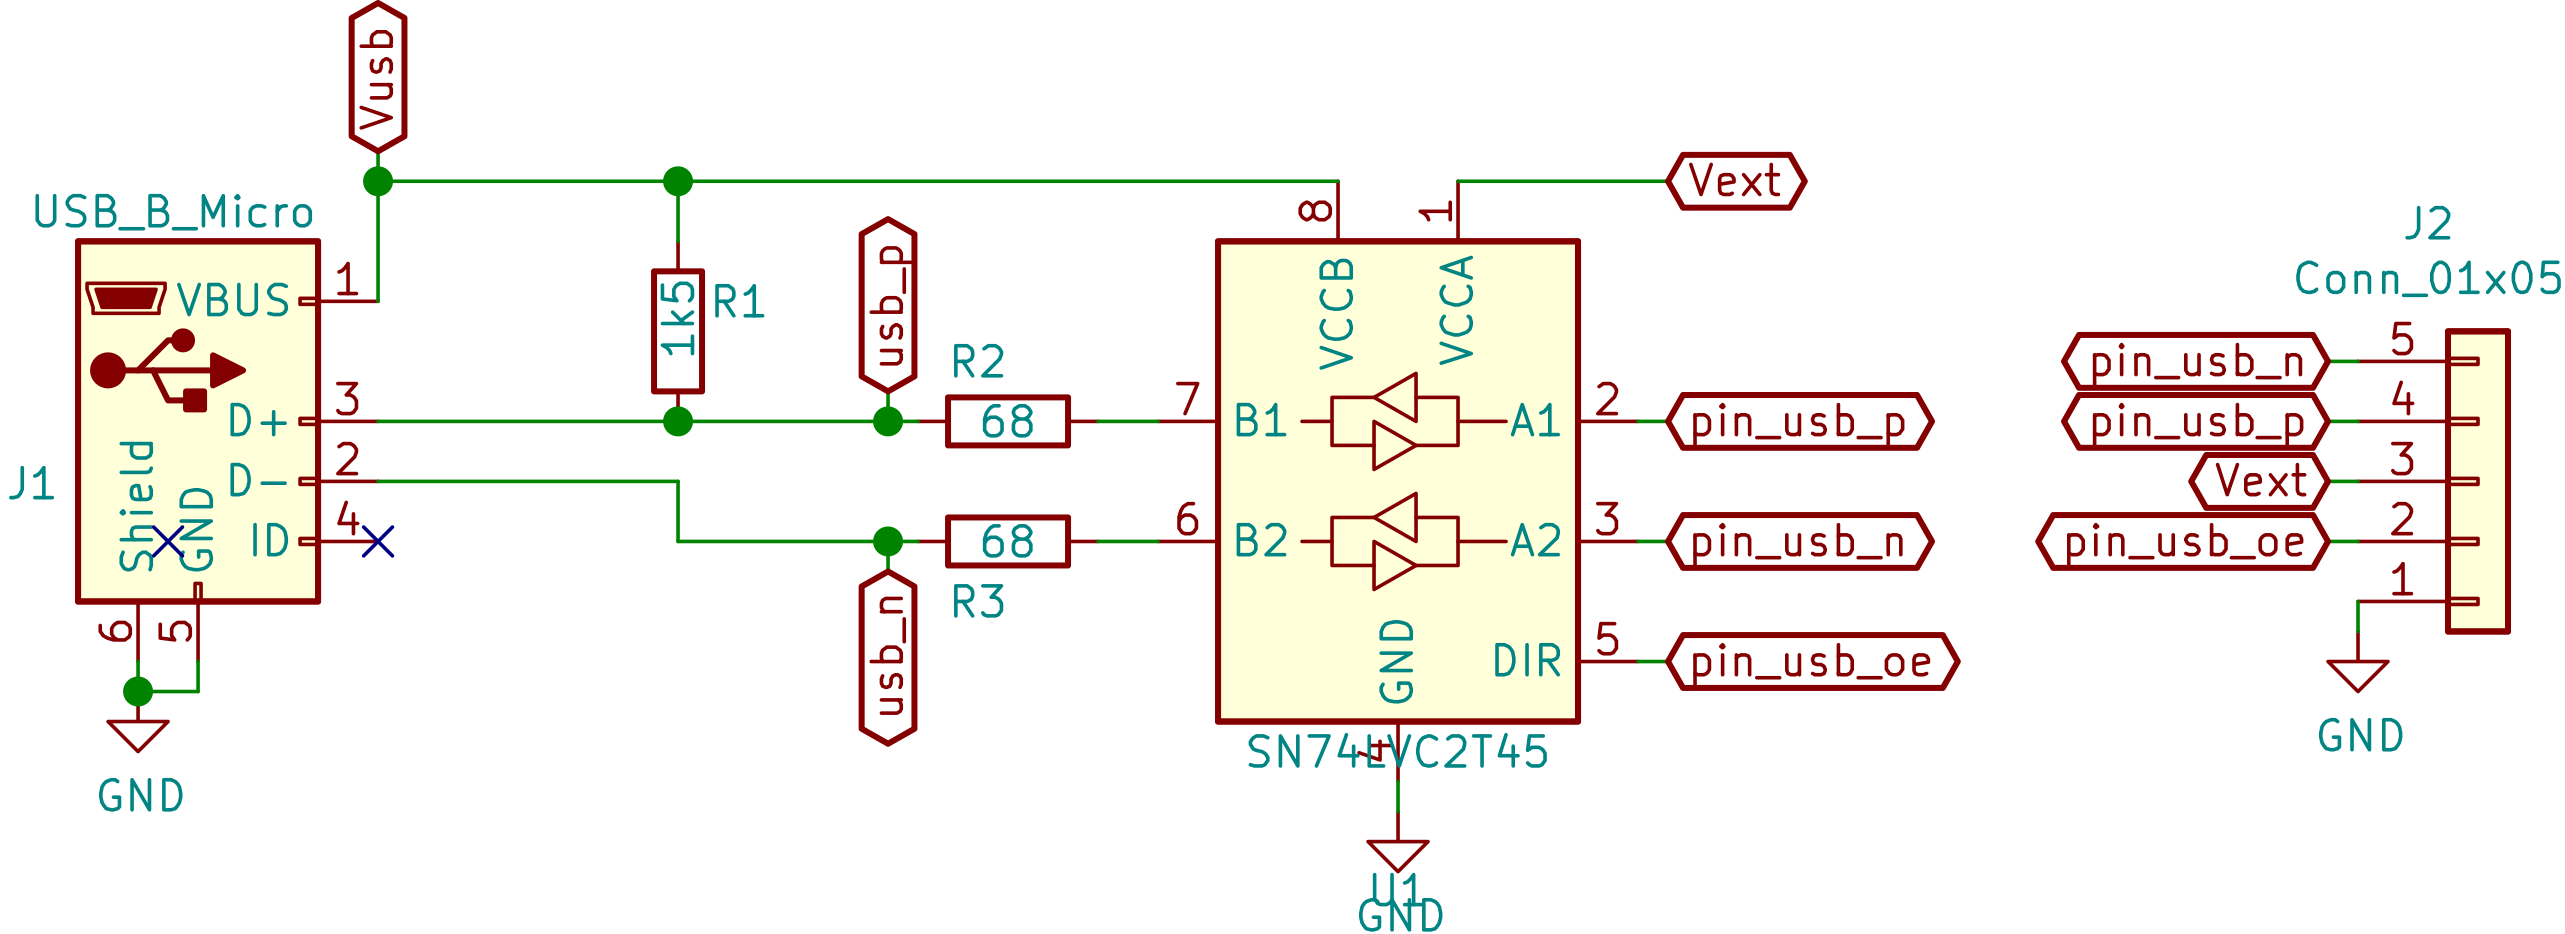 Vusb
USB_B_Micro
J1
VBUS
D+
D-
ID
Shield
GND
1
3
2
4
6
5
GND
1k5
R1
usb_p
R2
68
usb_n
68
R3
8
1
Vext
VCCB
VCCA
7
B1
A1
2
pin_usb_p
6
B2
A2
3
pin_usb_n
GND
DIR
5
pin_usb_oe
4
SN74LVC2T45
U1
GND
J2
Conn_01x05
pin_usb_n
5
pin_usb_p
4
Vext
3
pin_usb_oe
2
1
GND